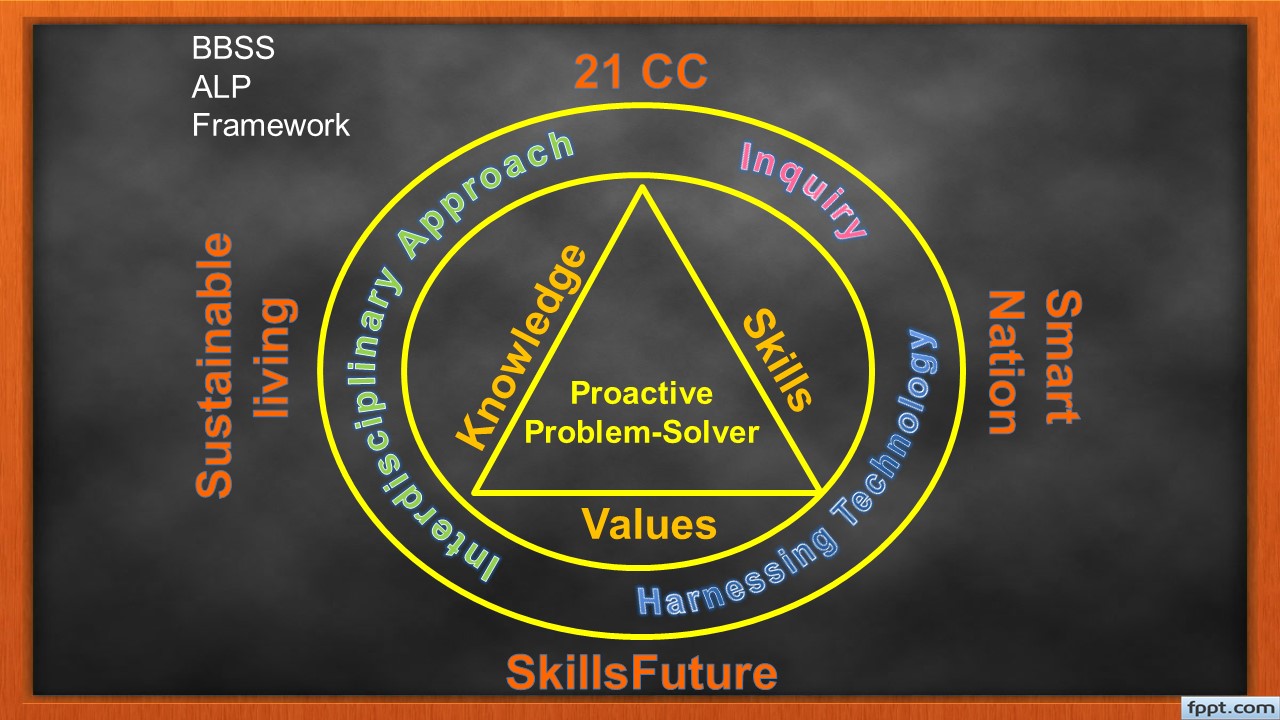 BBSS
ALP
Framework
21 CC
Interdisciplinary Approach
Inquiry
Harnessing Technology
Sustainable
living
Smart
Nation
Knowledge
Skills
Proactive
Problem-Solver
Values
SkillsFuture
fppt.com